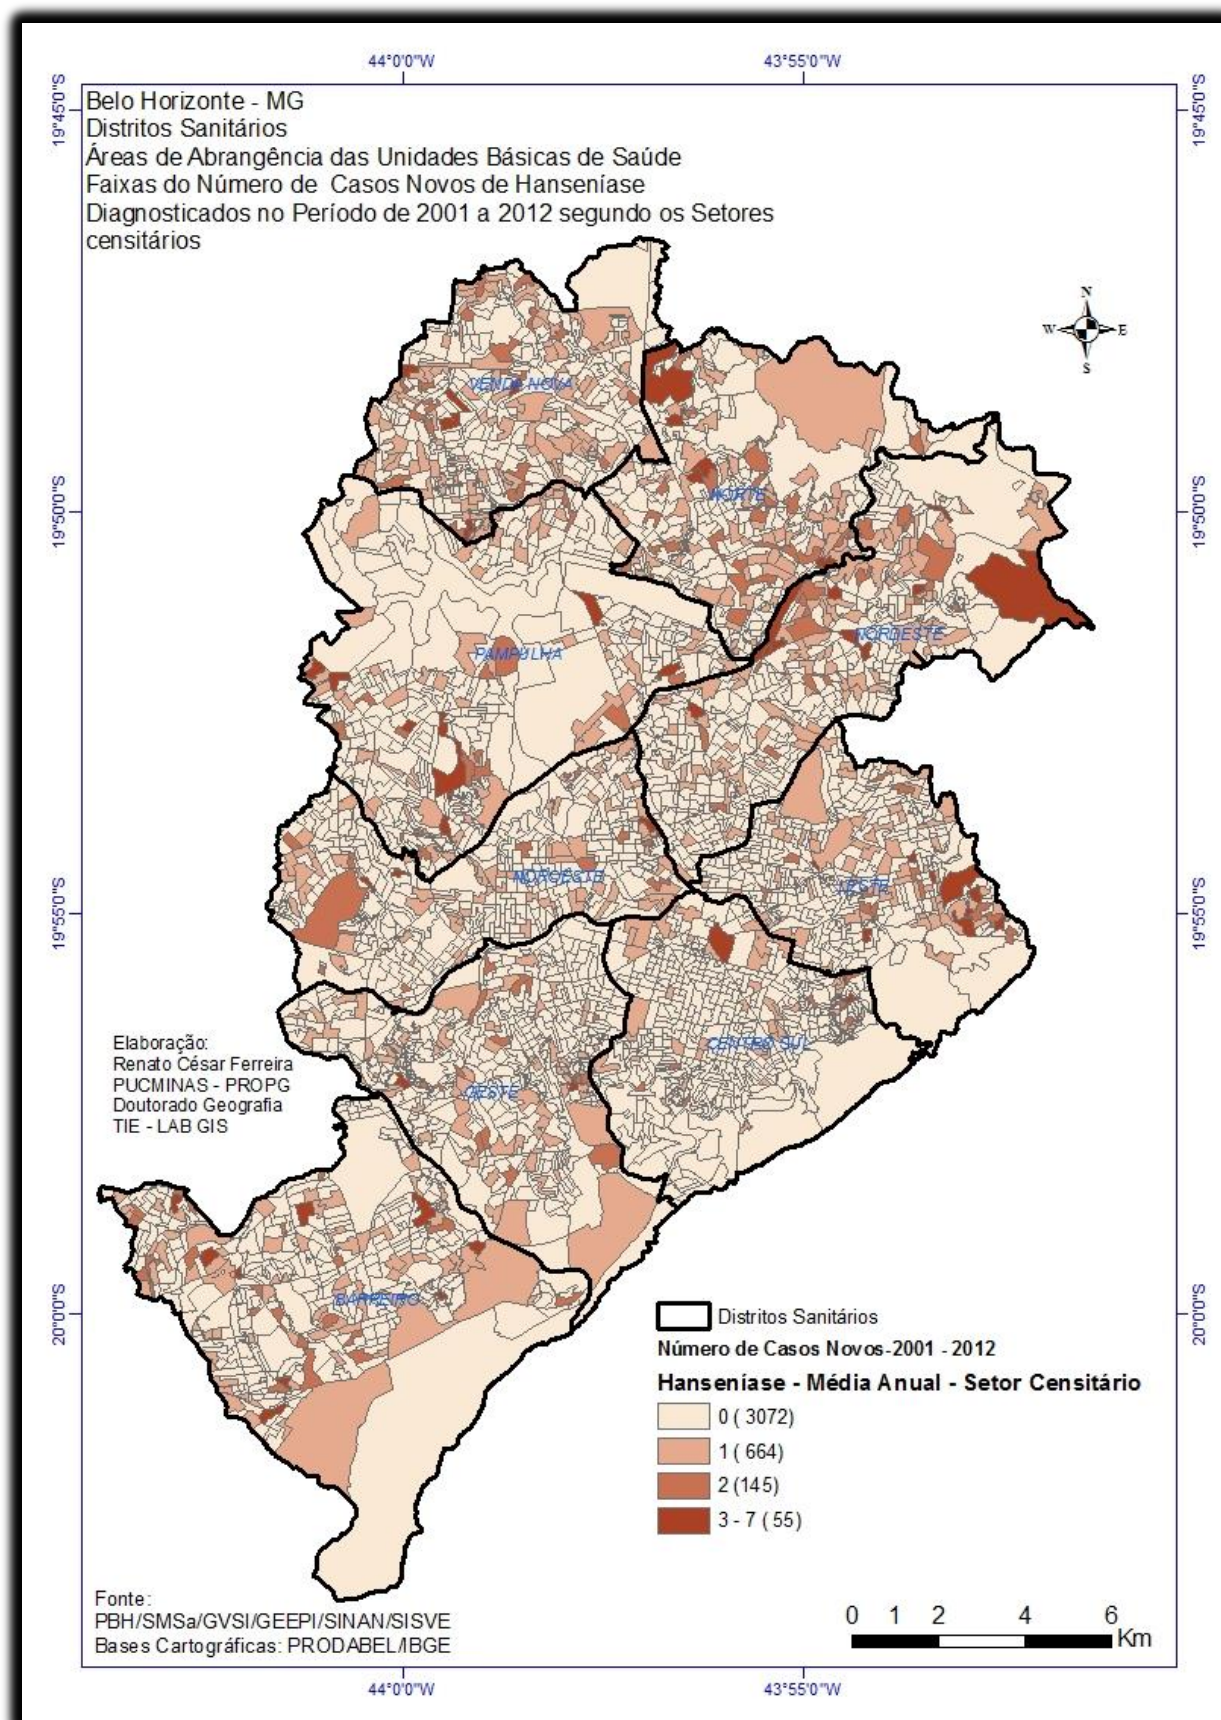 44°0'0"W
43°55'0"W
19°45'0"S
19°45'0"S
Belo Horizonte - MG
Distritos Sanitários
Áreas de Abrangência das Unidades Básicas de Saúde
Faixas do Número de Casos Novos de Hanseníase
Diagnosticados no Período de 2001 a 2012 segundo os Setores
censitários
N
W
E
S
VENDA NOVA
NORTE
19°50'0"S
19°50'0"S
NORDESTE
PAMPULHA
NOROESTE
LESTE
19°55'0"S
19°55'0"S
CENTRO SUL
OESTE
Elaboração:
Renato César Ferreira
PUCMINAS - PROPG
Doutorado Geografia
TIE - LAB GIS
BARREIRO
20°0'0"S
20°0'0"S
Distritos Sanitários
Número de Casos Novos-2001 - 2012
Hanseníase - Média Anual - Setor Censitário
0 ( 3072)
1 ( 664)
2 (145)
3 - 7 ( 55)
Fonte:
PBH/SMSa/GVSI/GEEPI/SINAN/SISVE
Bases Cartográficas: PRODABEL/IBGE
0 1 2 4 6
Km
44°0'0"W
43°55'0"W